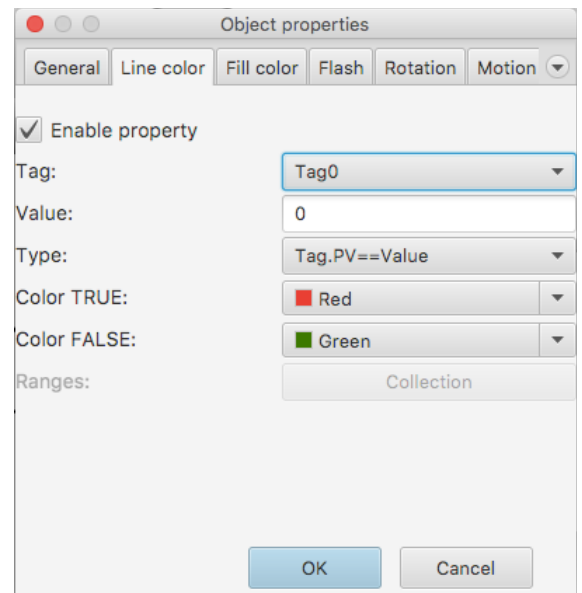 Object properties
General Line color Fill color Flash Rotation Motion
Enable property
Tag: Tag0
Value: 0
Type: Tag.PV==Value
Color TRUE: Red
Color FALSE: Green
Ranges: Collection
OK Cancel